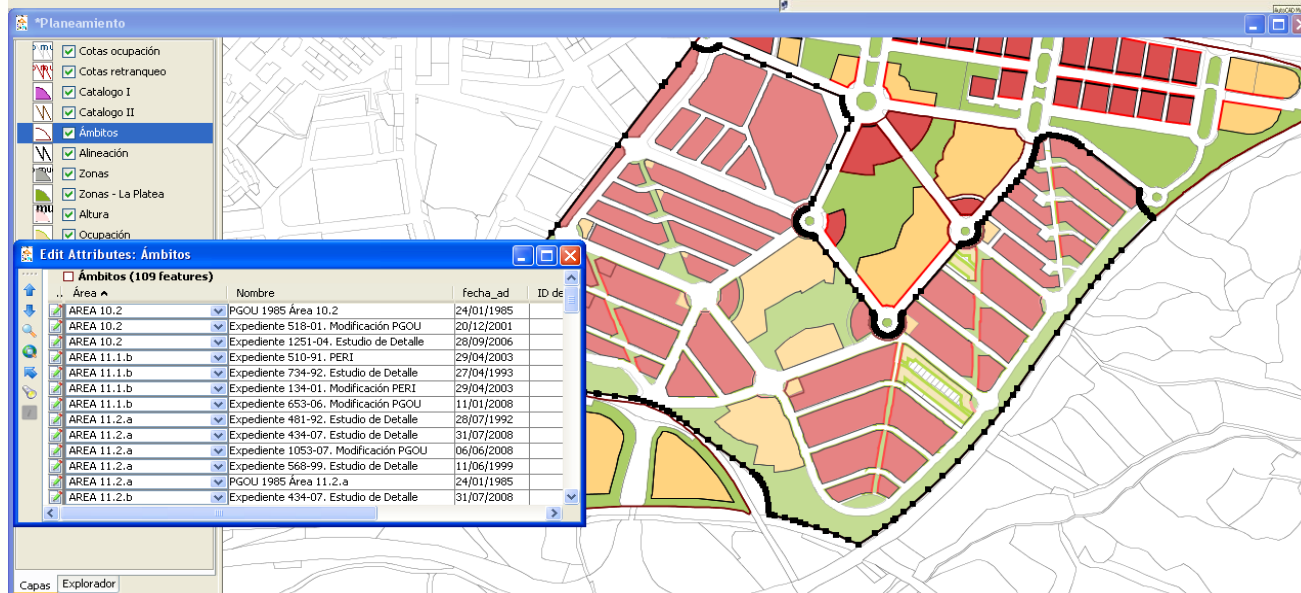 *Planeamiento
Cotas ocupación
Cotas retranqueo
Catalogo I
Catalogo II
Ámbitos
Alineación
Zonas
Zonas - La Platea
Altura
Ocupación
Edit Attributes: Ámbitos
Ámbitos (109 features)
.. Área Nombre fecha_ad ID de
AREA 10.2 PGOU 1985 Área 10.2 24/01/1985
AREA 10.2 Expediente 518-01. Modificación PGOU 20/12/2001
AREA 10.2 Expediente 1251-04. Estudio de Detalle 28/09/2006
AREA 11.1.b Expediente 510-91. PERI 29/04/2003
AREA 11.1.b Expediente 734-92. Estudio de Detalle 27/04/1993
AREA 11.1.b Expediente 134-01. Modificación PERI 29/04/2003
AREA 11.1.b Expediente 653-06. Modificación PGOU 11/01/2008
AREA 11.2.a Expediente 481-92. Estudio de Detalle 28/07/1992
AREA 11.2.a Expediente 434-07. Estudio de Detalle 31/07/2008
AREA 11.2.a Expediente 1053-07. Modificación PGOU 06/06/2008
AREA 11.2.a Expediente 568-99. Estudio de Detalle 11/06/1999
AREA 11.2.a PGOU 1985 Área 11.2.a 24/01/1985
AREA 11.2.b Expediente 434-07. Estudio de Detalle 31/07/2008
Capas Explorador